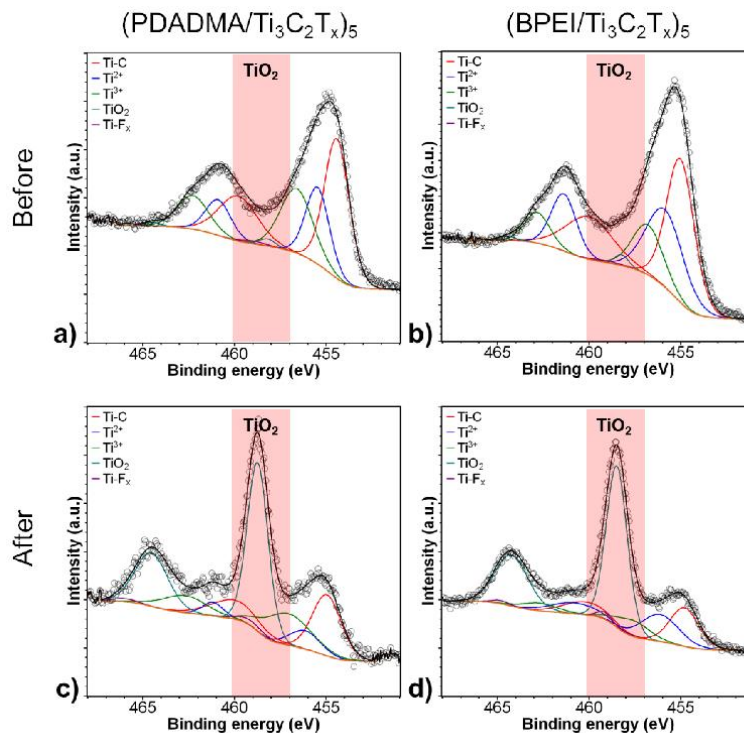 (PDADMA/Ti₃C₂Tₓ)₅
(BPEI/Ti₃C₂Tₓ)₅
Before
Ti-C
Ti²⁺
Ti³⁺
TiO₂
Ti-Fₓ
TiO₂
Intensity (a.u.)
a)
465 460 455
Binding energy (eV)
Ti-C
Ti²⁺
Ti³⁺
TiO₂
Ti-Fₓ
TiO₂
Intensity (a.u.)
b)
465 460 455
Binding energy (eV)
After
Ti-C
Ti²⁺
Ti³⁺
TiO₂
Ti-Fₓ
TiO₂
Intensity (a.u.)
c)
465 460 455
Binding energy (eV)
Ti-C
Ti²⁺
Ti³⁺
TiO₂
Ti-Fₓ
TiO₂
Intensity (a.u.)
d)
465 460 455
Binding energy (eV)